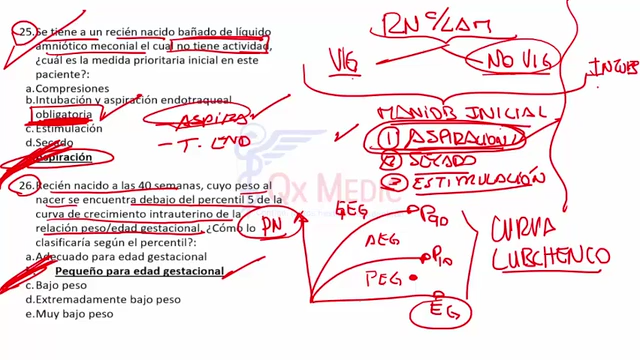 25. Se tiene a un recién nacido bañado de líquido
amniótico meconial el cual no tiene actividad,
¿cuál es la medida prioritaria inicial en este
paciente?:
a.Compresiones
b.Intubación y aspiración endotraqueal
obligatoria
c.Estimulación
d.Secado
Aspiración
26.Recién nacido a las 40 semanas, cuyo peso al
nacer se encuentra debajo del percentil 5 de la
curva de crecimiento intrauterino de la
relación peso/edad gestacional. ¿Cómo lo
clasificaría según el percentil?:
a.Adecuado para edad gestacional
Pequeño para edad gestacional
c.Bajo peso
d.Extremadamente bajo peso
e.Muy bajo peso
ASPIRA
- T. END
RN C/ LAM
VIG
NO VIG
MANIOB INICIAL
① ASPIRACION
② SECADO
③ ESTIMULACIÓN
Qx MEDIC
PN
GEG
P90
AEG
P10
PEG
EG
CURVA
LUBCHENCO